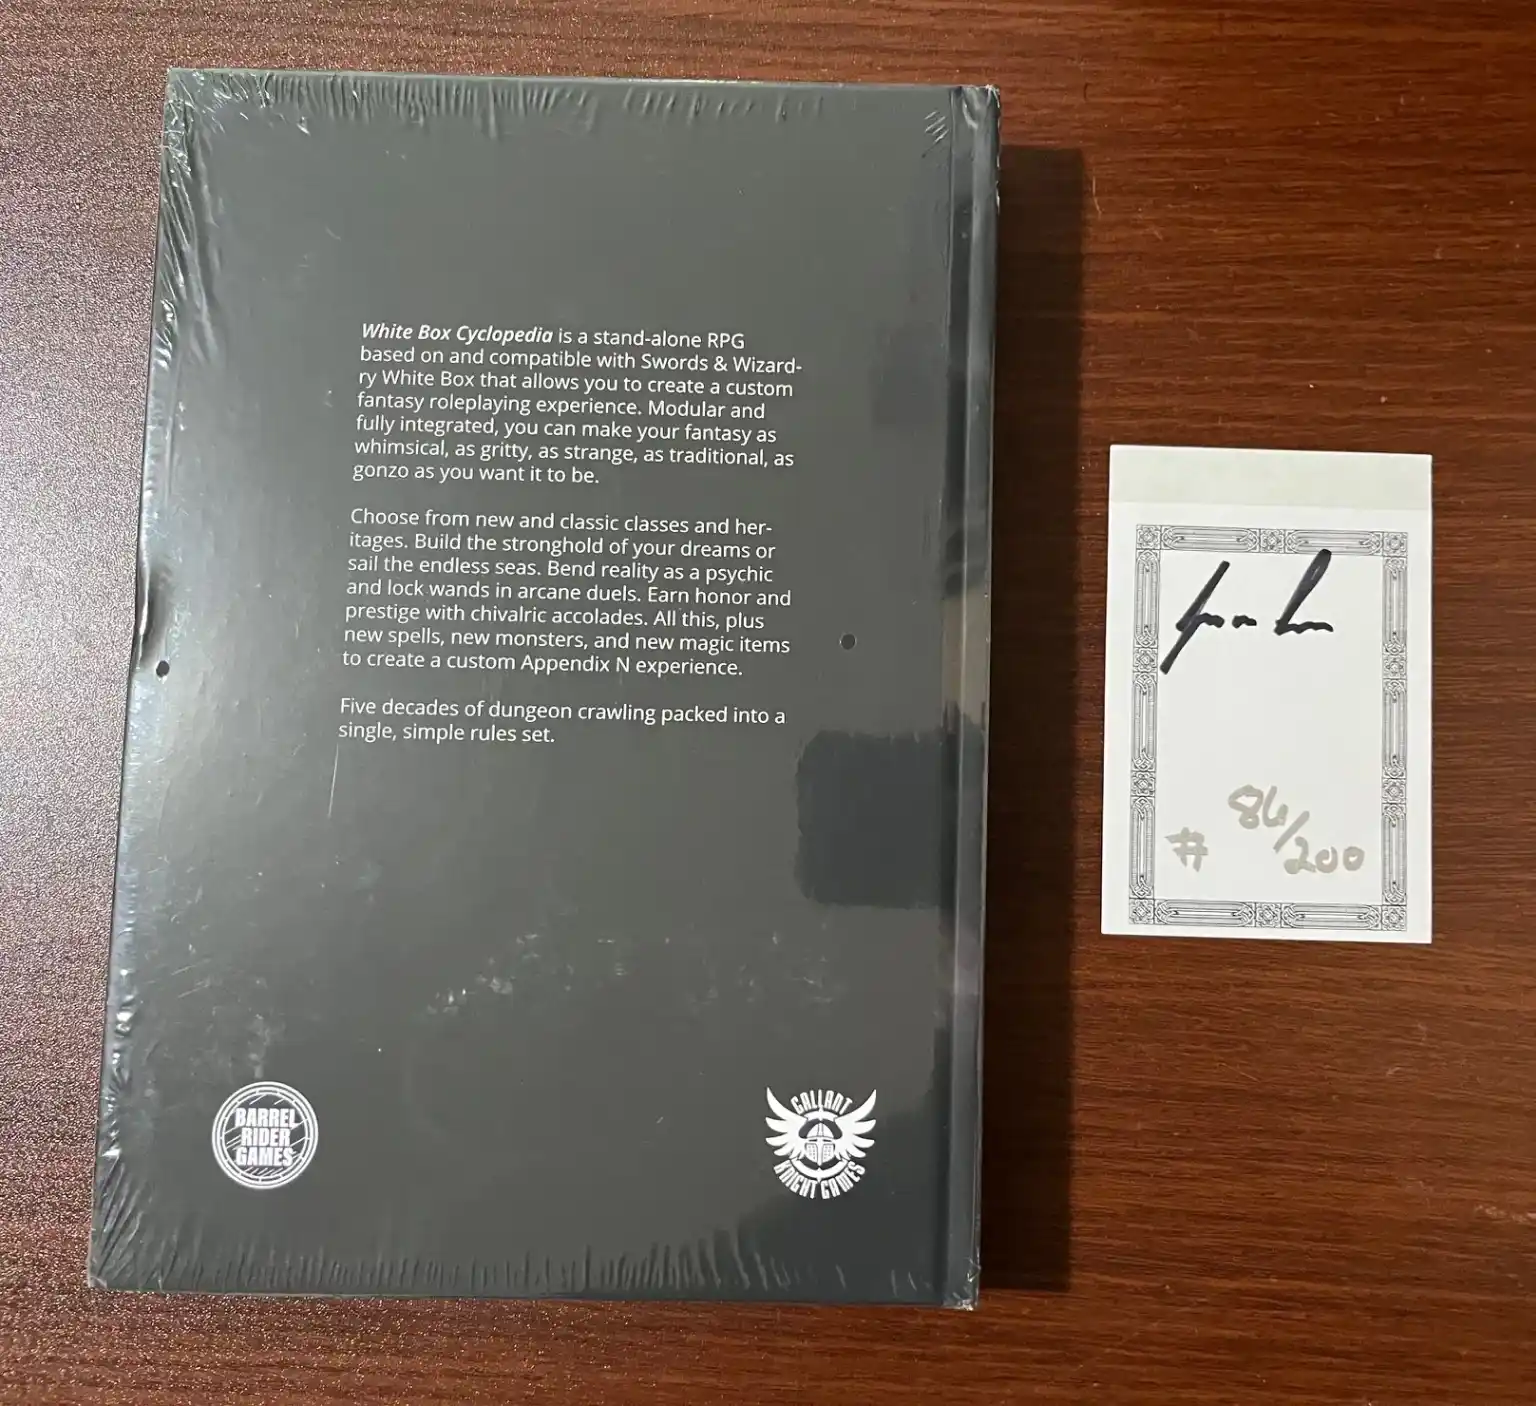 White Box Cyclopedia is a stand-alone RPG
based on and compatible with Swords & Wizard-
ry White Box that allows you to create a custom
fantasy roleplaying experience. Modular and
fully integrated, you can make your fantasy as
whimsical, as gritty, as strange, as traditional, as
gonzo as you want it to be.
Choose from new and classic classes and her-
itages. Build the stronghold of your dreams or
sail the endless seas. Bend reality as a psychic
and lock wands in arcane duels. Earn honor and
prestige with chivalric accolades. All this, plus
new spells, new monsters, and new magic items
to create a custom Appendix N experience.
Five decades of dungeon crawling packed into a
single, simple rules set.
BARREL
RIDER
GAMES
GALLANT
KNIGHT GAMES
# 86/200